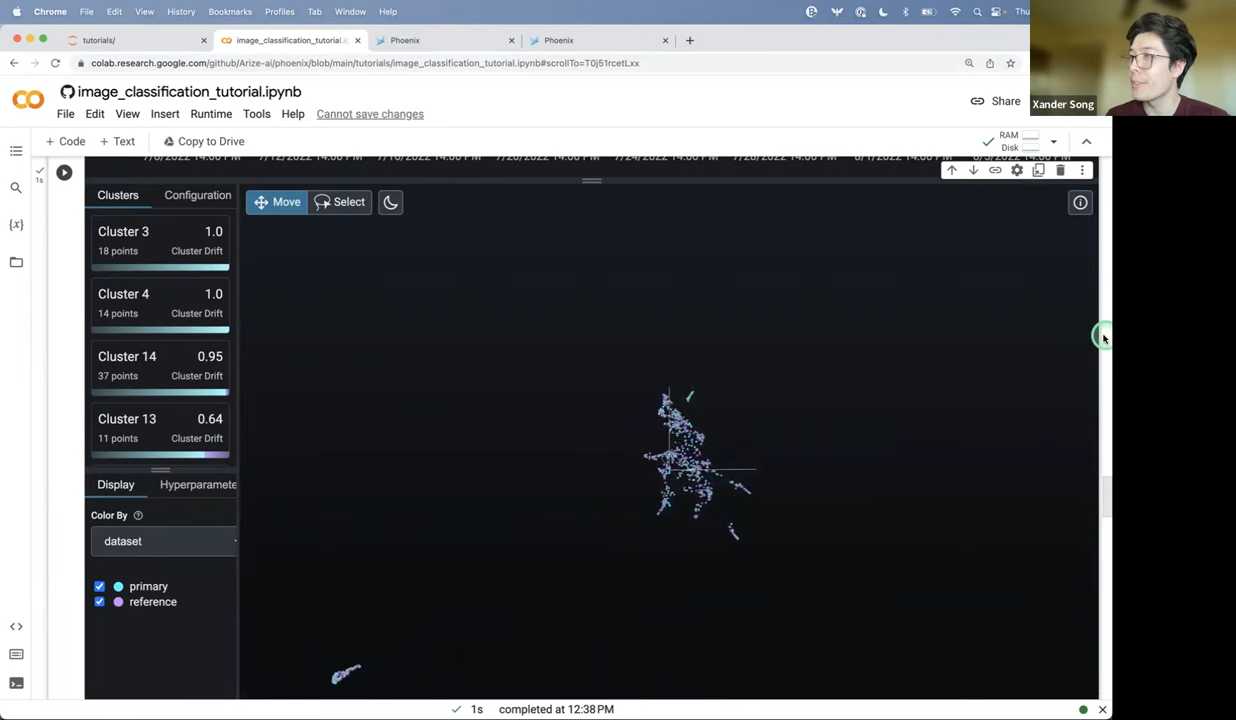 Chrome File Edit View History Bookmarks Profiles Tab Window Help Thu
tutorials/ image_classification_tutorial.ip Phoenix Phoenix
colab.research.google.com/github/Arize-ai/phoenix/blob/main/tutorials/image_classification_tutorial.ipynb#scrollTo=T0j51rcetLxx
Xander Song
image_classification_tutorial.ipynb
Share
File Edit View Insert Runtime Tools Help Cannot save changes
+ Code + Text Copy to Drive
RAM
Disk
1s
Clusters Configuration
Move Select
Cluster 3 1.0
18 points Cluster Drift
Cluster 4 1.0
14 points Cluster Drift
Cluster 14 0.95
37 points Cluster Drift
Cluster 13 0.64
11 points Cluster Drift
Display Hyperparamete
Color By
dataset
primary
reference
1s completed at 12:38 PM